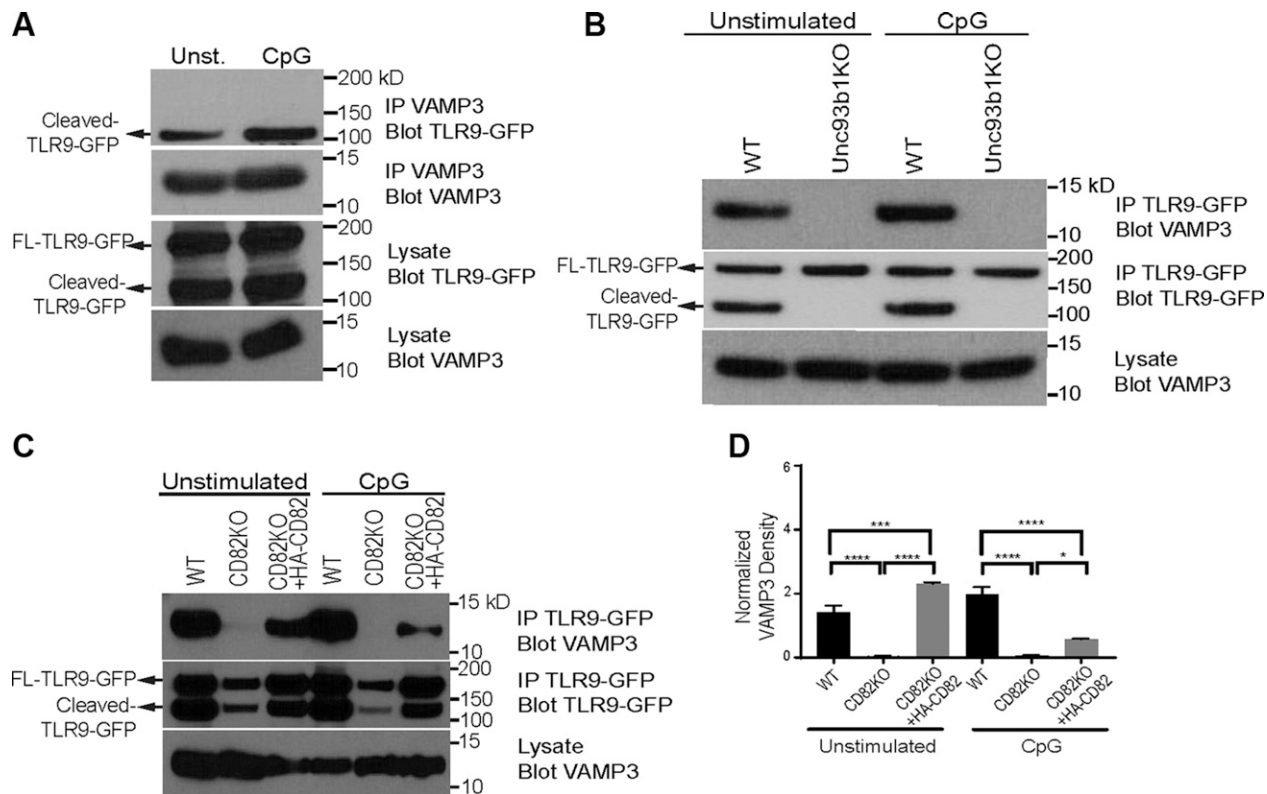 A
Unst. CpG
200 kD
150
100
Cleaved-
TLR9-GFP
IP VAMP3
Blot TLR9-GFP
15
10
IP VAMP3
Blot VAMP3
FL-TLR9-GFP
Cleaved-
TLR9-GFP
200
150
100
Lysate
Blot TLR9-GFP
15
10
Lysate
Blot VAMP3
B
Unstimulated CpG
WT Unc93b1KO WT Unc93b1KO
15 kD
10
IP TLR9-GFP
Blot VAMP3
FL-TLR9-GFP
Cleaved-
TLR9-GFP
200
150
100
IP TLR9-GFP
Blot TLR9-GFP
15
10
Lysate
Blot VAMP3
C
Unstimulated CpG
WT
CD82KO
CD82KO
+HA-CD82
WT
CD82KO
CD82KO
+HA-CD82
15 kD
10
IP TLR9-GFP
Blot VAMP3
FL-TLR9-GFP
Cleaved-
TLR9-GFP
200
150
100
IP TLR9-GFP
Blot TLR9-GFP
15
10
Lysate
Blot VAMP3
D
Normalized
VAMP3 Density
6
4
2
0
***
**** ****
****
**** *
WT
CD82KO
CD82KO
+HA-CD82
WT
CD82KO
CD82KO
+HA-CD82
Unstimulated CpG